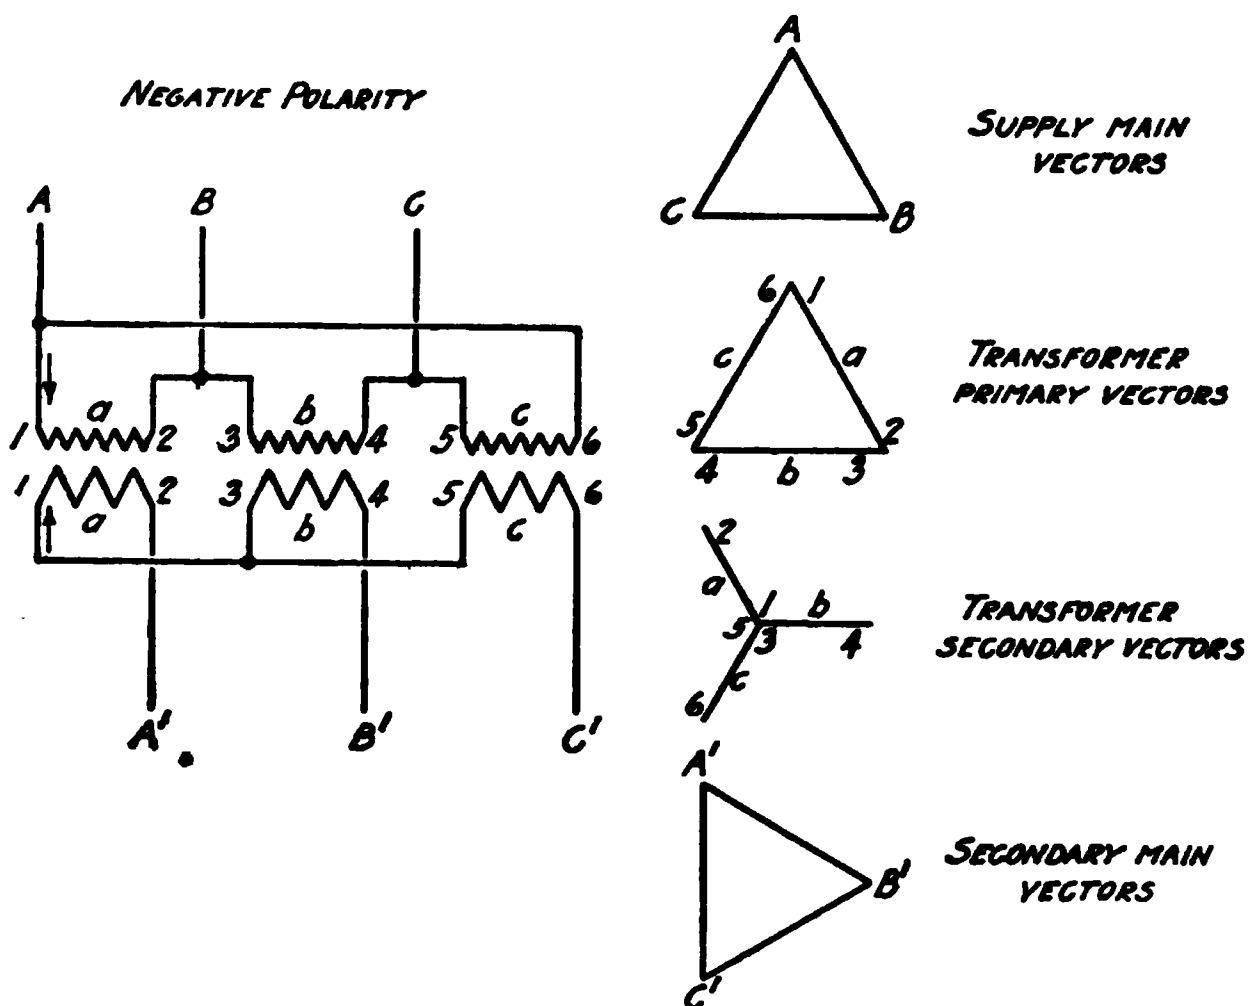 NEGATIVE POLARITY
A B C
a b c
1 2 3 4 5 6
1 2 3 4 5 6
a b c
A' B' C'
A
C B
SUPPLY MAIN
VECTORS
6 1
c a
5 2
4 b 3
TRANSFORMER
PRIMARY VECTORS
2
a 1 b
5 3 4
c
6
TRANSFORMER
SECONDARY VECTORS
A'
B'
C'
SECONDARY MAIN
VECTORS